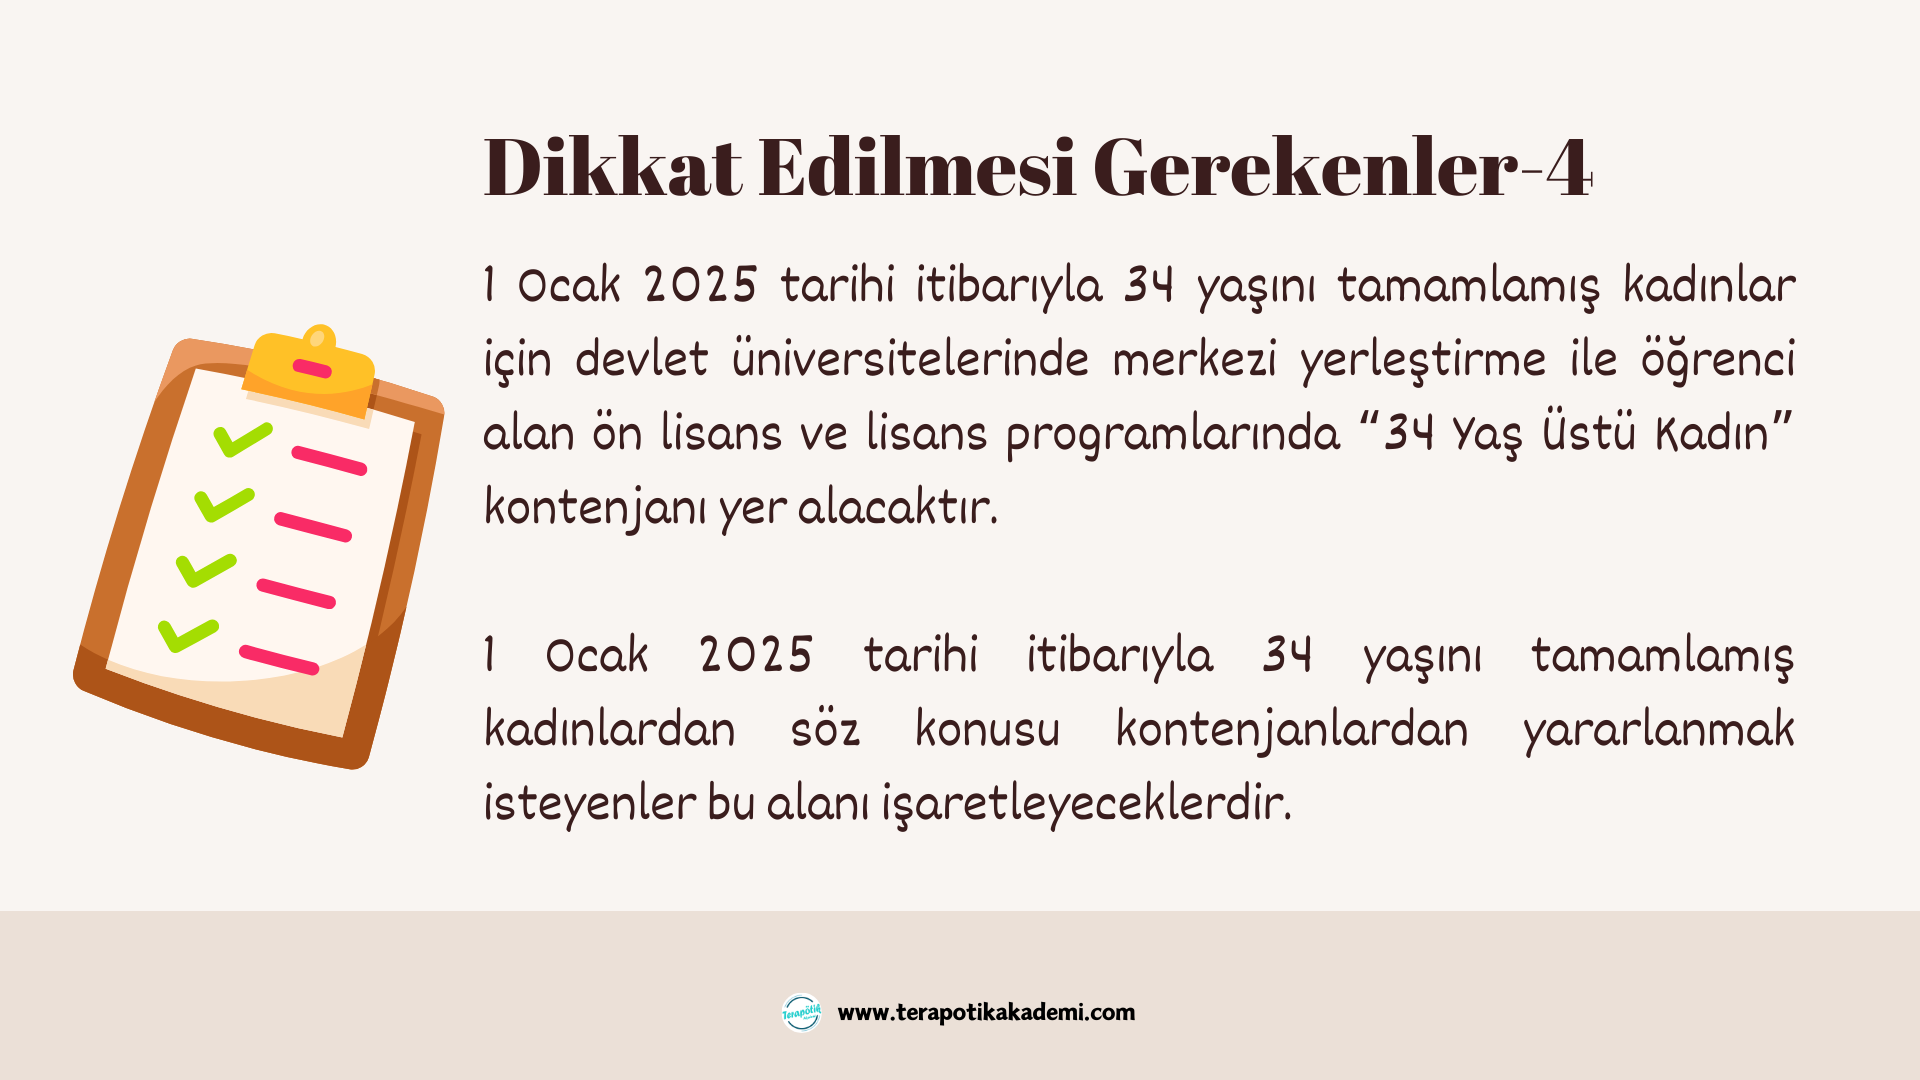 Dikkat Edilmesi Gerekenler-4
1 Ocak 2025 tarihi itibarıyla 34 yaşını tamamlamış kadınlar
için devlet üniversitelerinde merkezi yerleştirme ile öğrenci
alan ön lisans ve lisans programlarında “34 Yaş Üstü Kadın”
kontenjanı yer alacaktır.
1 Ocak 2025 tarihi itibarıyla 34 yaşını tamamlamış
kadınlardan söz konusu kontenjanlardan yararlanmak
isteyenler bu alanı işaretleyeceklerdir.
Terapötik
www.terapotikakademi.com